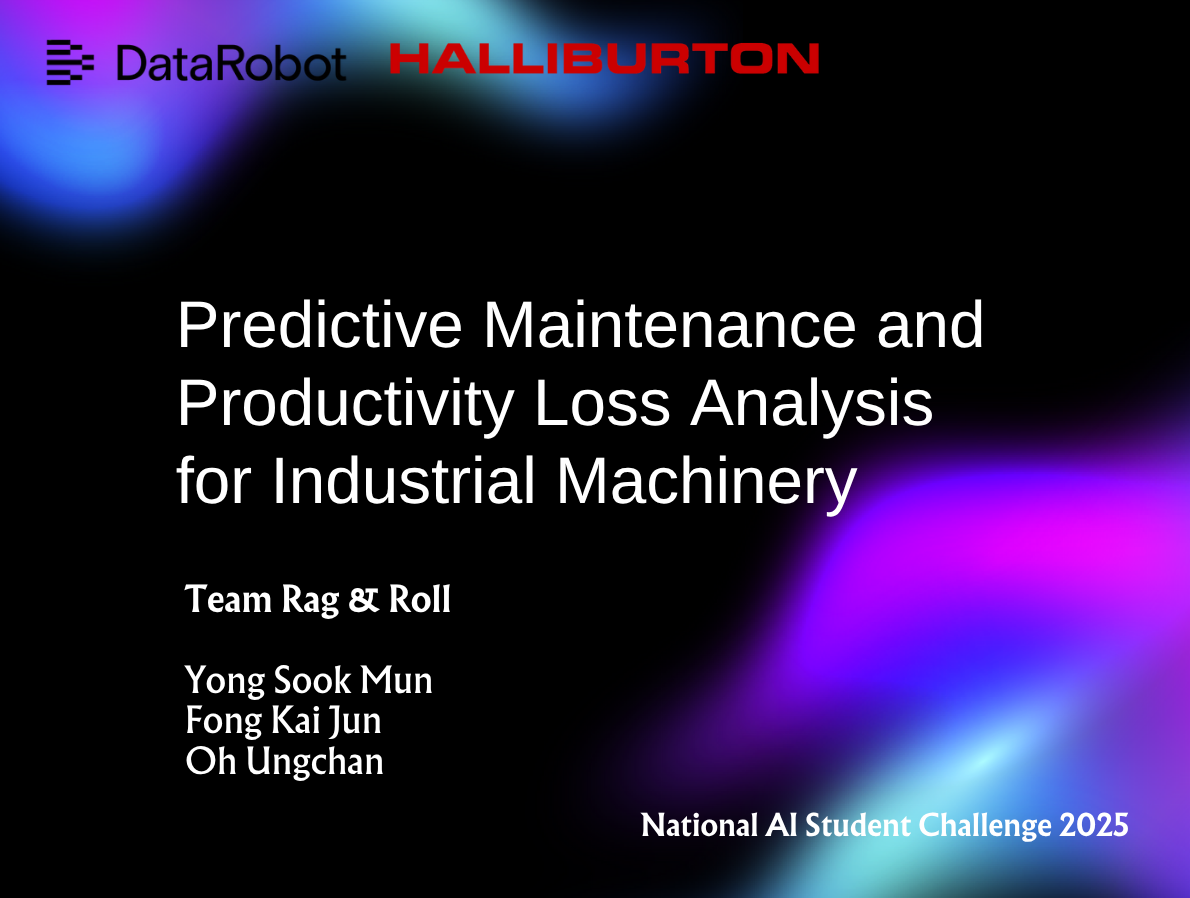 DataRobot HALLIBURTON
Predictive Maintenance and
Productivity Loss Analysis
for Industrial Machinery
Team Rag & Roll
Yong Sook Mun
Fong Kai Jun
Oh Ungchan
National AI Student Challenge 2025